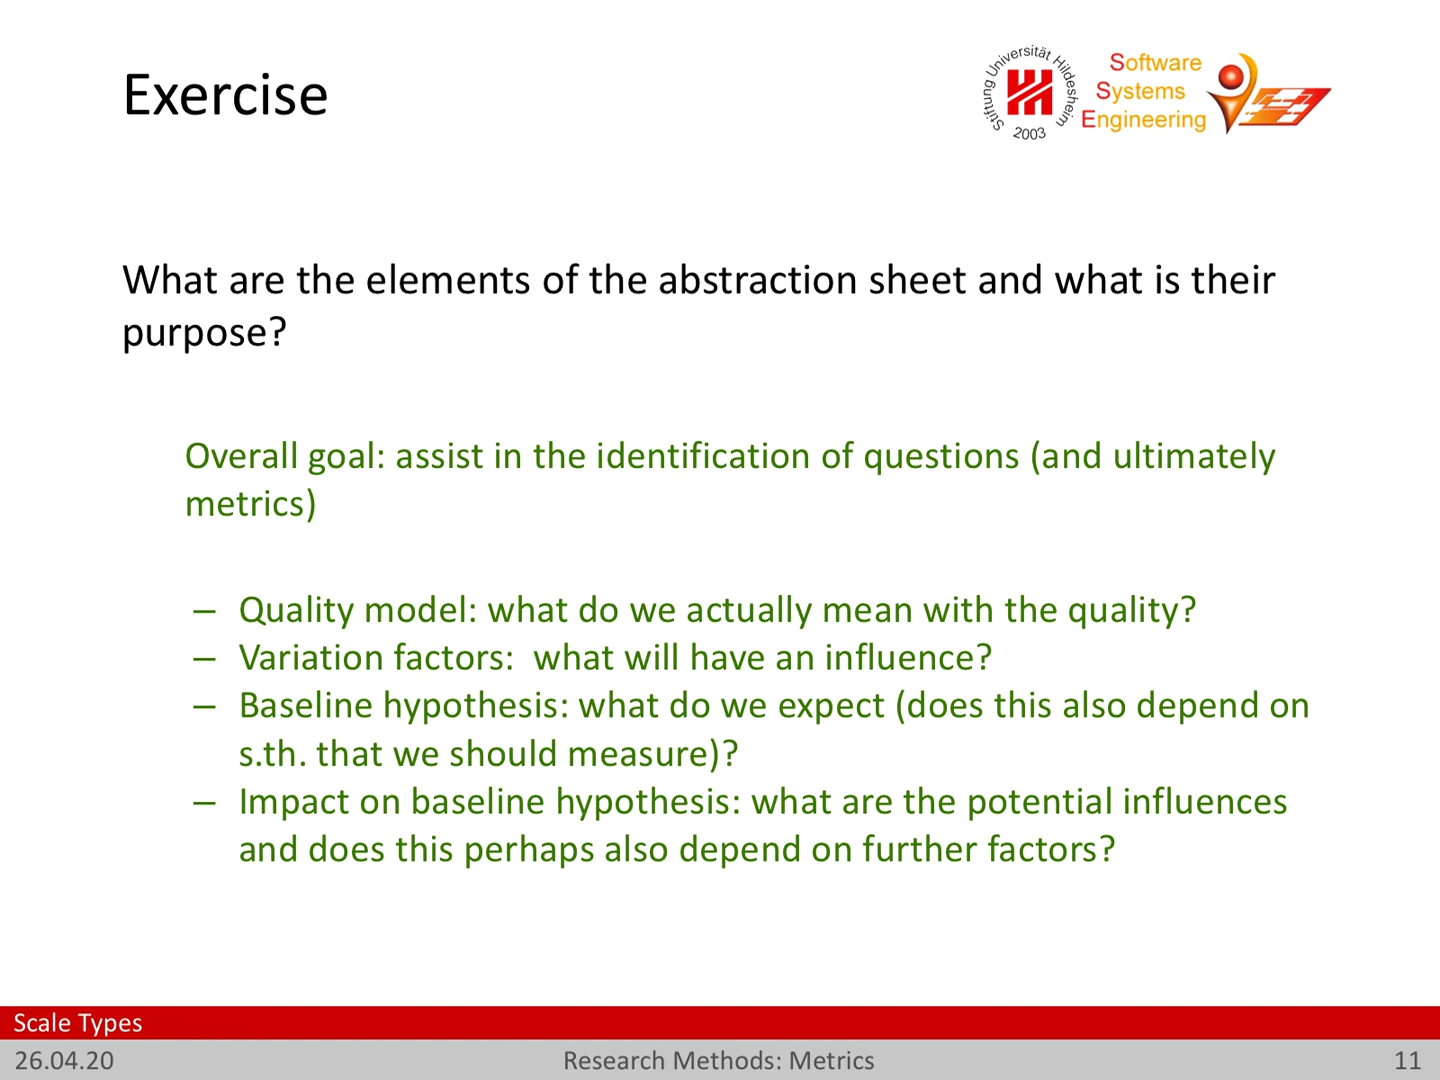 Exercise
Stiftung Universität Hildesheim
2003
Software
Systems
Engineering
What are the elements of the abstraction sheet and what is their
purpose?
Overall goal: assist in the identification of questions (and ultimately
metrics)
– Quality model: what do we actually mean with the quality?
– Variation factors:  what will have an influence?
– Baseline hypothesis: what do we expect (does this also depend on
s.th. that we should measure)?
– Impact on baseline hypothesis: what are the potential influences
and does this perhaps also depend on further factors?
Scale Types
26.04.20
Research Methods: Metrics
11